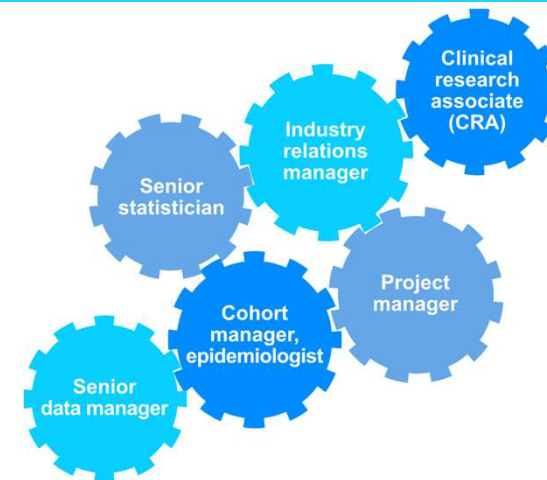 Clinical
research
associate
(CRA)
Industry
relations
manager
Senior
statistician
Project
manager
Cohort
manager,
epidemiologist
Senior
data manager